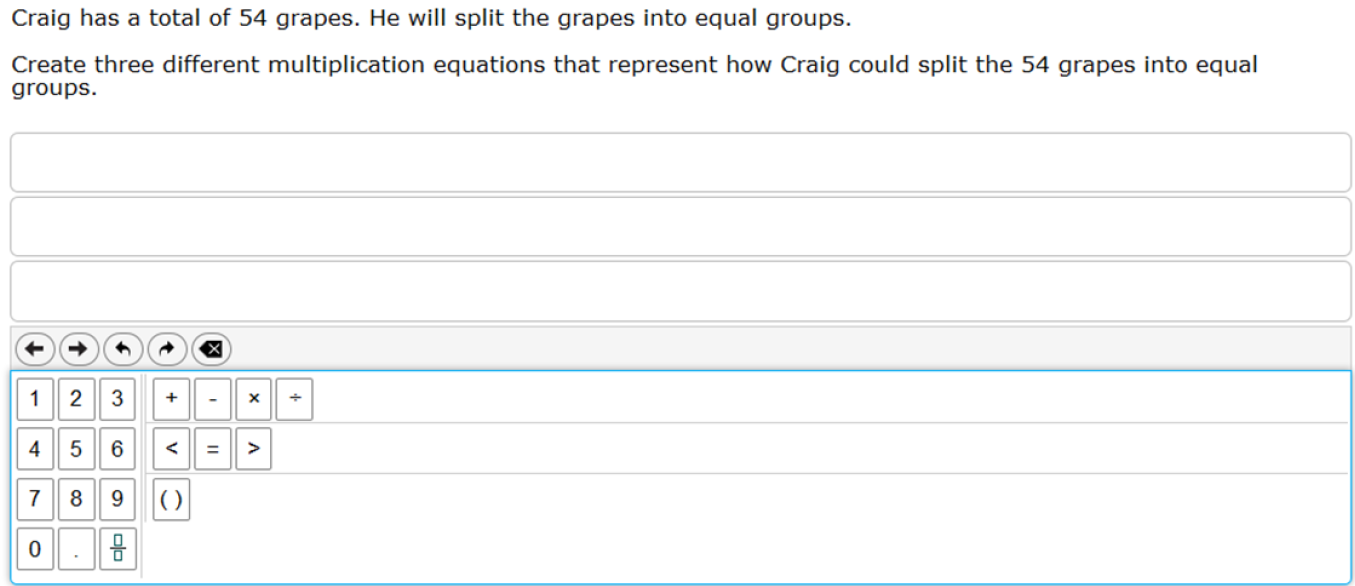 Craig has a total of 54 grapes. He will split the grapes into equal groups.
Create three different multiplication equations that represent how Craig could split the 54 grapes into equal
groups.
1 2 3 + - × ÷
4 5 6 < = >
7 8 9 ( )
0 .